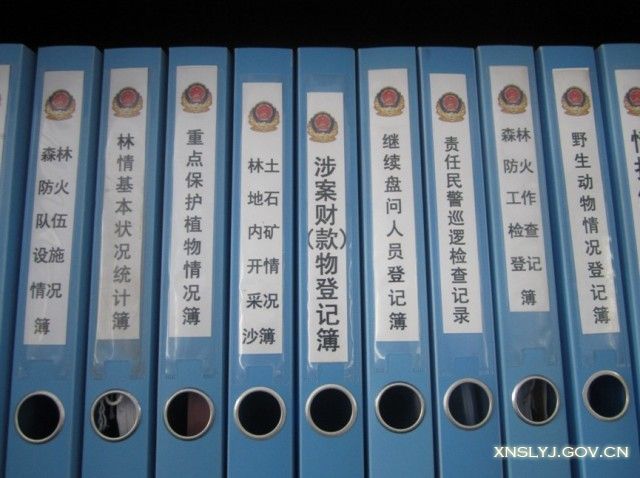 森林防火队伍设施情况簿
林情基本状况统计簿
重点保护植物情况簿
林地内开采沙
土石矿情况簿
涉案财(款)物登记簿
继续盘问人员登记簿
责任民警巡逻检查记录
森林防火工作检查登记簿
野生动物情况登记簿
XNSLYJ.GOV.CN